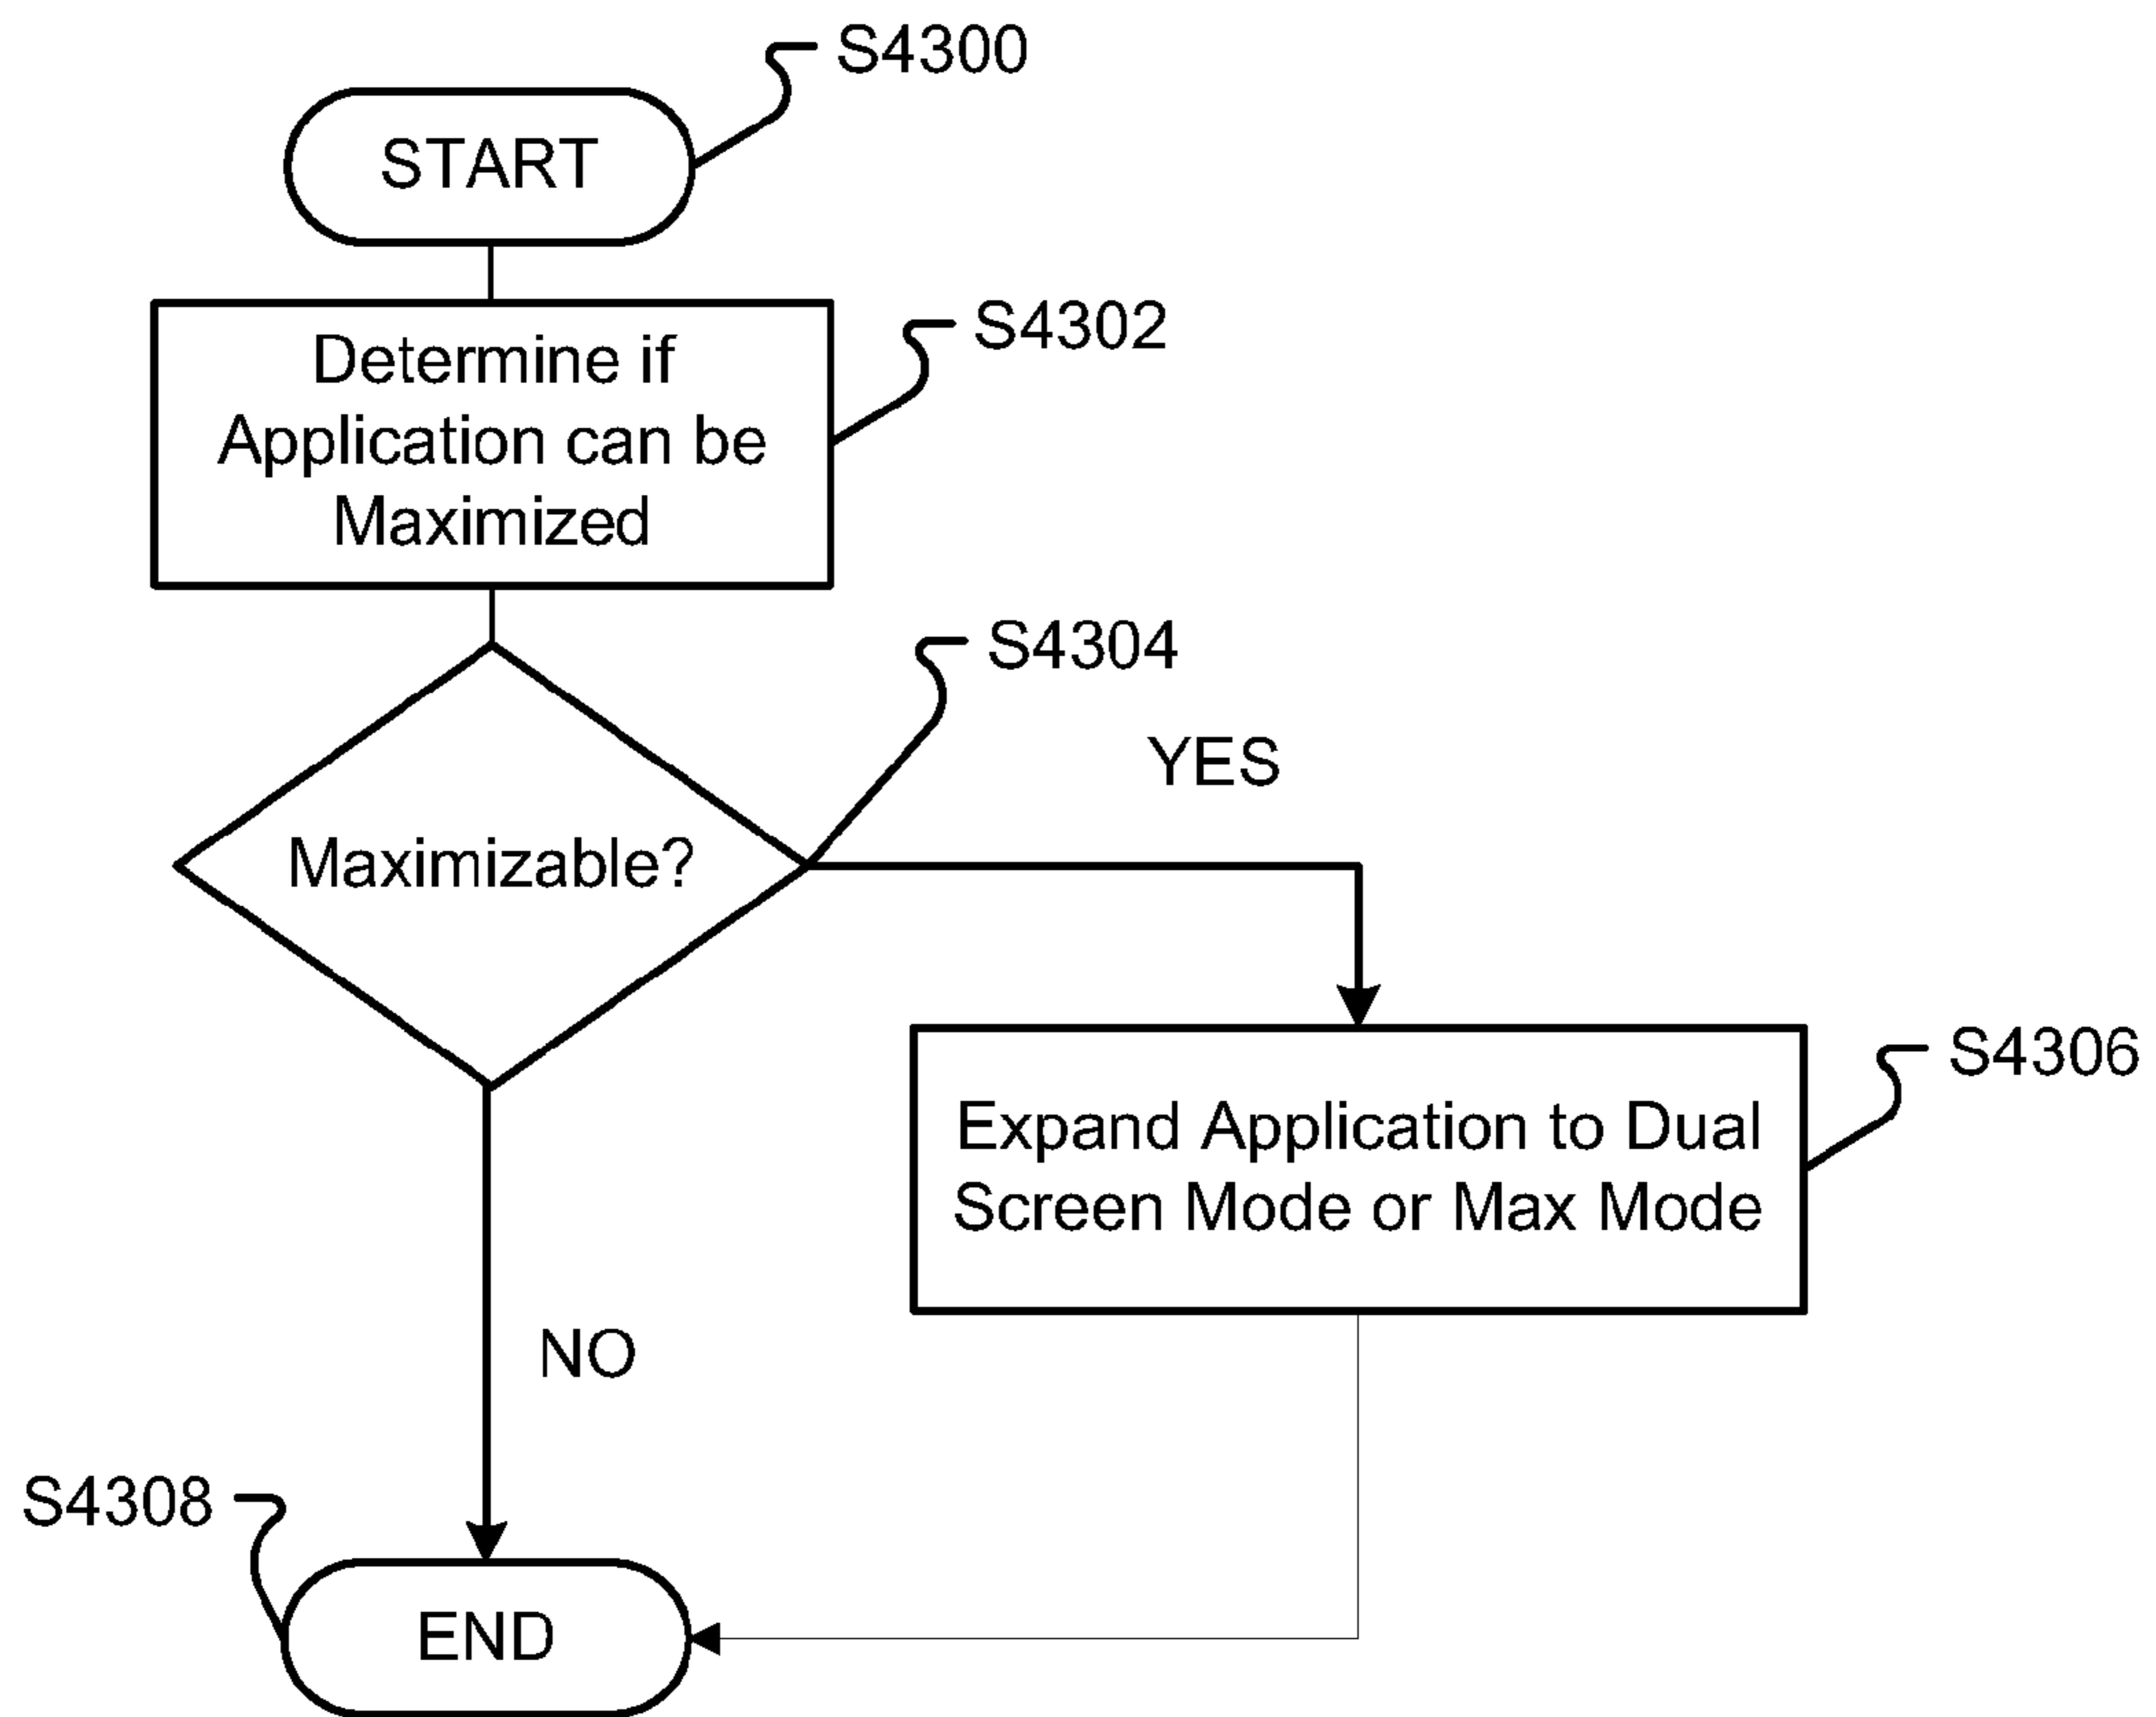 S4300
START
S4302
Determine if
Application can be
Maximized
S4304
YES
Maximizable?
S4306
Expand Application to Dual
Screen Mode or Max Mode
NO
S4308
END